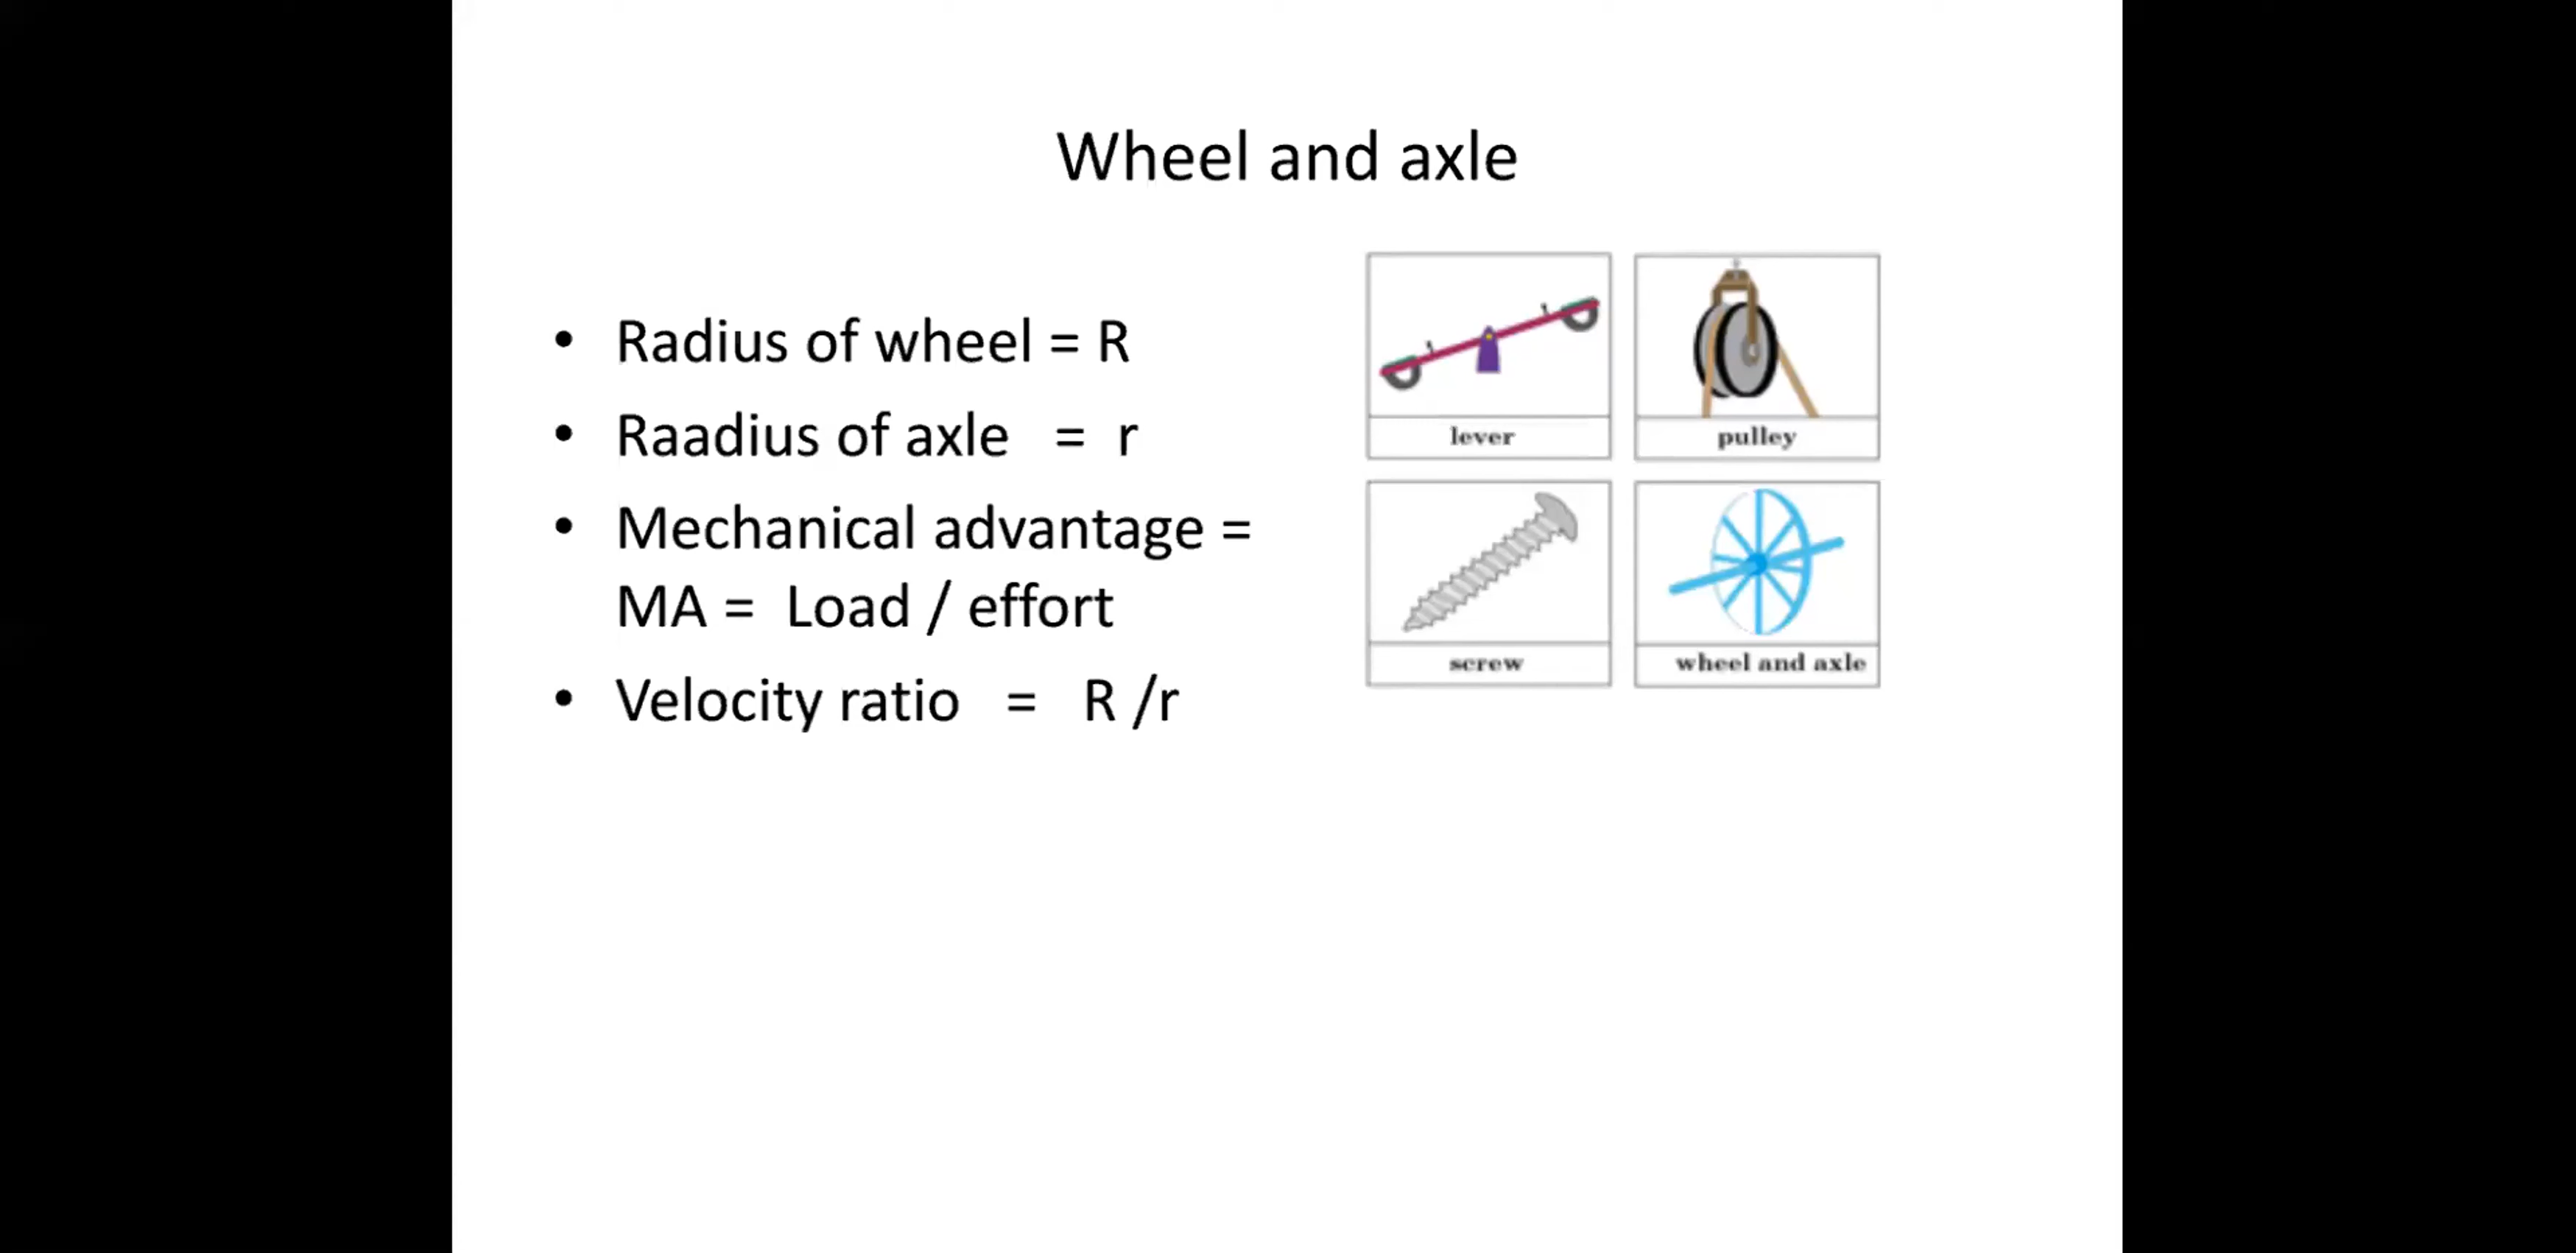 Wheel and axle
• Radius of wheel = R
• Raadius of axle = r
• Mechanical advantage =
MA = Load / effort
• Velocity ratio = R /r
lever
pulley
screw
wheel and axle